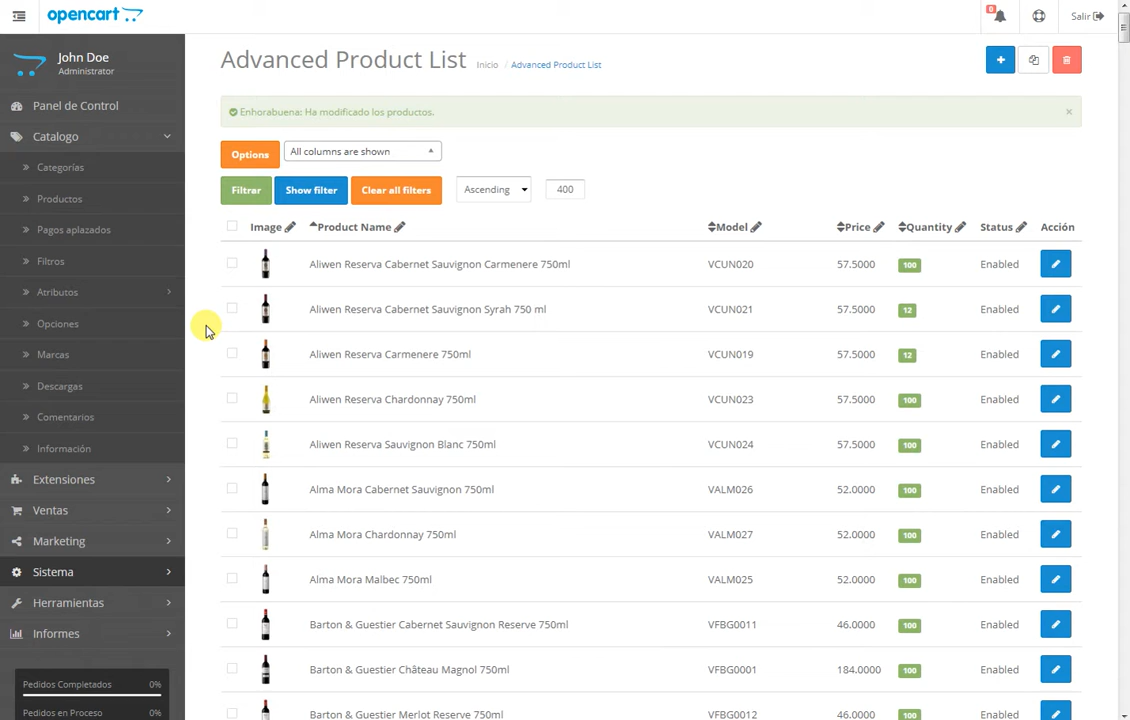 opencart
0
Salir
John Doe
Administrator
Panel de Control
Catalogo
Categorías
Productos
Pagos aplazados
Filtros
Atributos
Opciones
Marcas
Descargas
Comentarios
Información
Extensiones
Ventas
Marketing
Sistema
Herramientas
Informes
Pedidos Completados 0%
Pedidos en Proceso 0%
Advanced Product List Inicio / Advanced Product List
Enhorabuena: Ha modificado los productos. ×
Options All columns are shown
Filtrar Show filter Clear all filters Ascending 400
Image Product Name Model Price Quantity Status Acción
Aliwen Reserva Cabernet Sauvignon Carmenere 750ml VCUN020 57.5000 100 Enabled
Aliwen Reserva Cabernet Sauvignon Syrah 750 ml VCUN021 57.5000 12 Enabled
Aliwen Reserva Carmenere 750ml VCUN019 57.5000 12 Enabled
Aliwen Reserva Chardonnay 750ml VCUN023 57.5000 100 Enabled
Aliwen Reserva Sauvignon Blanc 750ml VCUN024 57.5000 100 Enabled
Alma Mora Cabernet Sauvignon 750ml VALM026 52.0000 100 Enabled
Alma Mora Chardonnay 750ml VALM027 52.0000 100 Enabled
Alma Mora Malbec 750ml VALM025 52.0000 100 Enabled
Barton & Guestier Cabernet Sauvignon Reserve 750ml VFBG0011 46.0000 100 Enabled
Barton & Guestier Château Magnol 750ml VFBG0001 184.0000 100 Enabled
Barton & Guestier Merlot Reserve 750ml VFBG0012 46.0000 100 Enabled